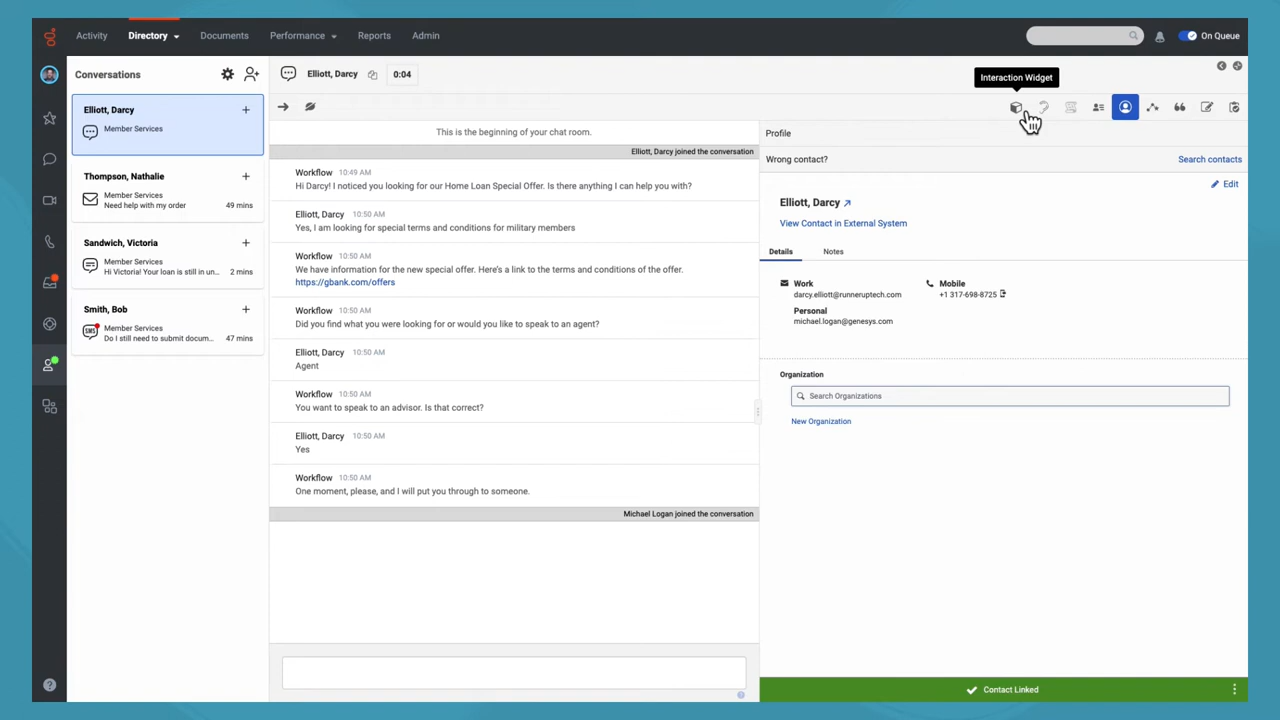 Activity Directory Documents Performance Reports Admin On Queue
Conversations
Elliott, Darcy
Member Services
Thompson, Nathalie
Member Services
Need help with my order 49 mins
Sandwich, Victoria
Member Services
Hi Victoria! Your loan is still in un... 2 mins
Smith, Bob
SMS
Member Services
Do I still need to submit docum... 47 mins
Elliott, Darcy 0:04
This is the beginning of your chat room.
Elliott, Darcy joined the conversation
Workflow 10:49 AM
Hi Darcy! I noticed you looking for our Home Loan Special Offer. Is there anything I can help you with?
Elliott, Darcy 10:50 AM
Yes, I am looking for special terms and conditions for military members
Workflow 10:50 AM
We have information for the new special offer. Here's a link to the terms and conditions of the offer.
https://gbank.com/offers
Workflow 10:50 AM
Did you find what you were looking for or would you like to speak to an agent?
Elliott, Darcy 10:50 AM
Agent
Workflow 10:50 AM
You want to speak to an advisor. Is that correct?
Elliott, Darcy 10:50 AM
Yes
Workflow 10:50 AM
One moment, please, and I will put you through to someone.
Michael Logan joined the conversation
Interaction Widget
Profile
Wrong contact? Search contacts
Edit
Elliott, Darcy
View Contact in External System
Details Notes
Work
darcy.elliott@runneruptech.com
Mobile
+1 317-698-8725
Personal
michael.logan@genesys.com
Organization
Search Organizations
New Organization
Contact Linked